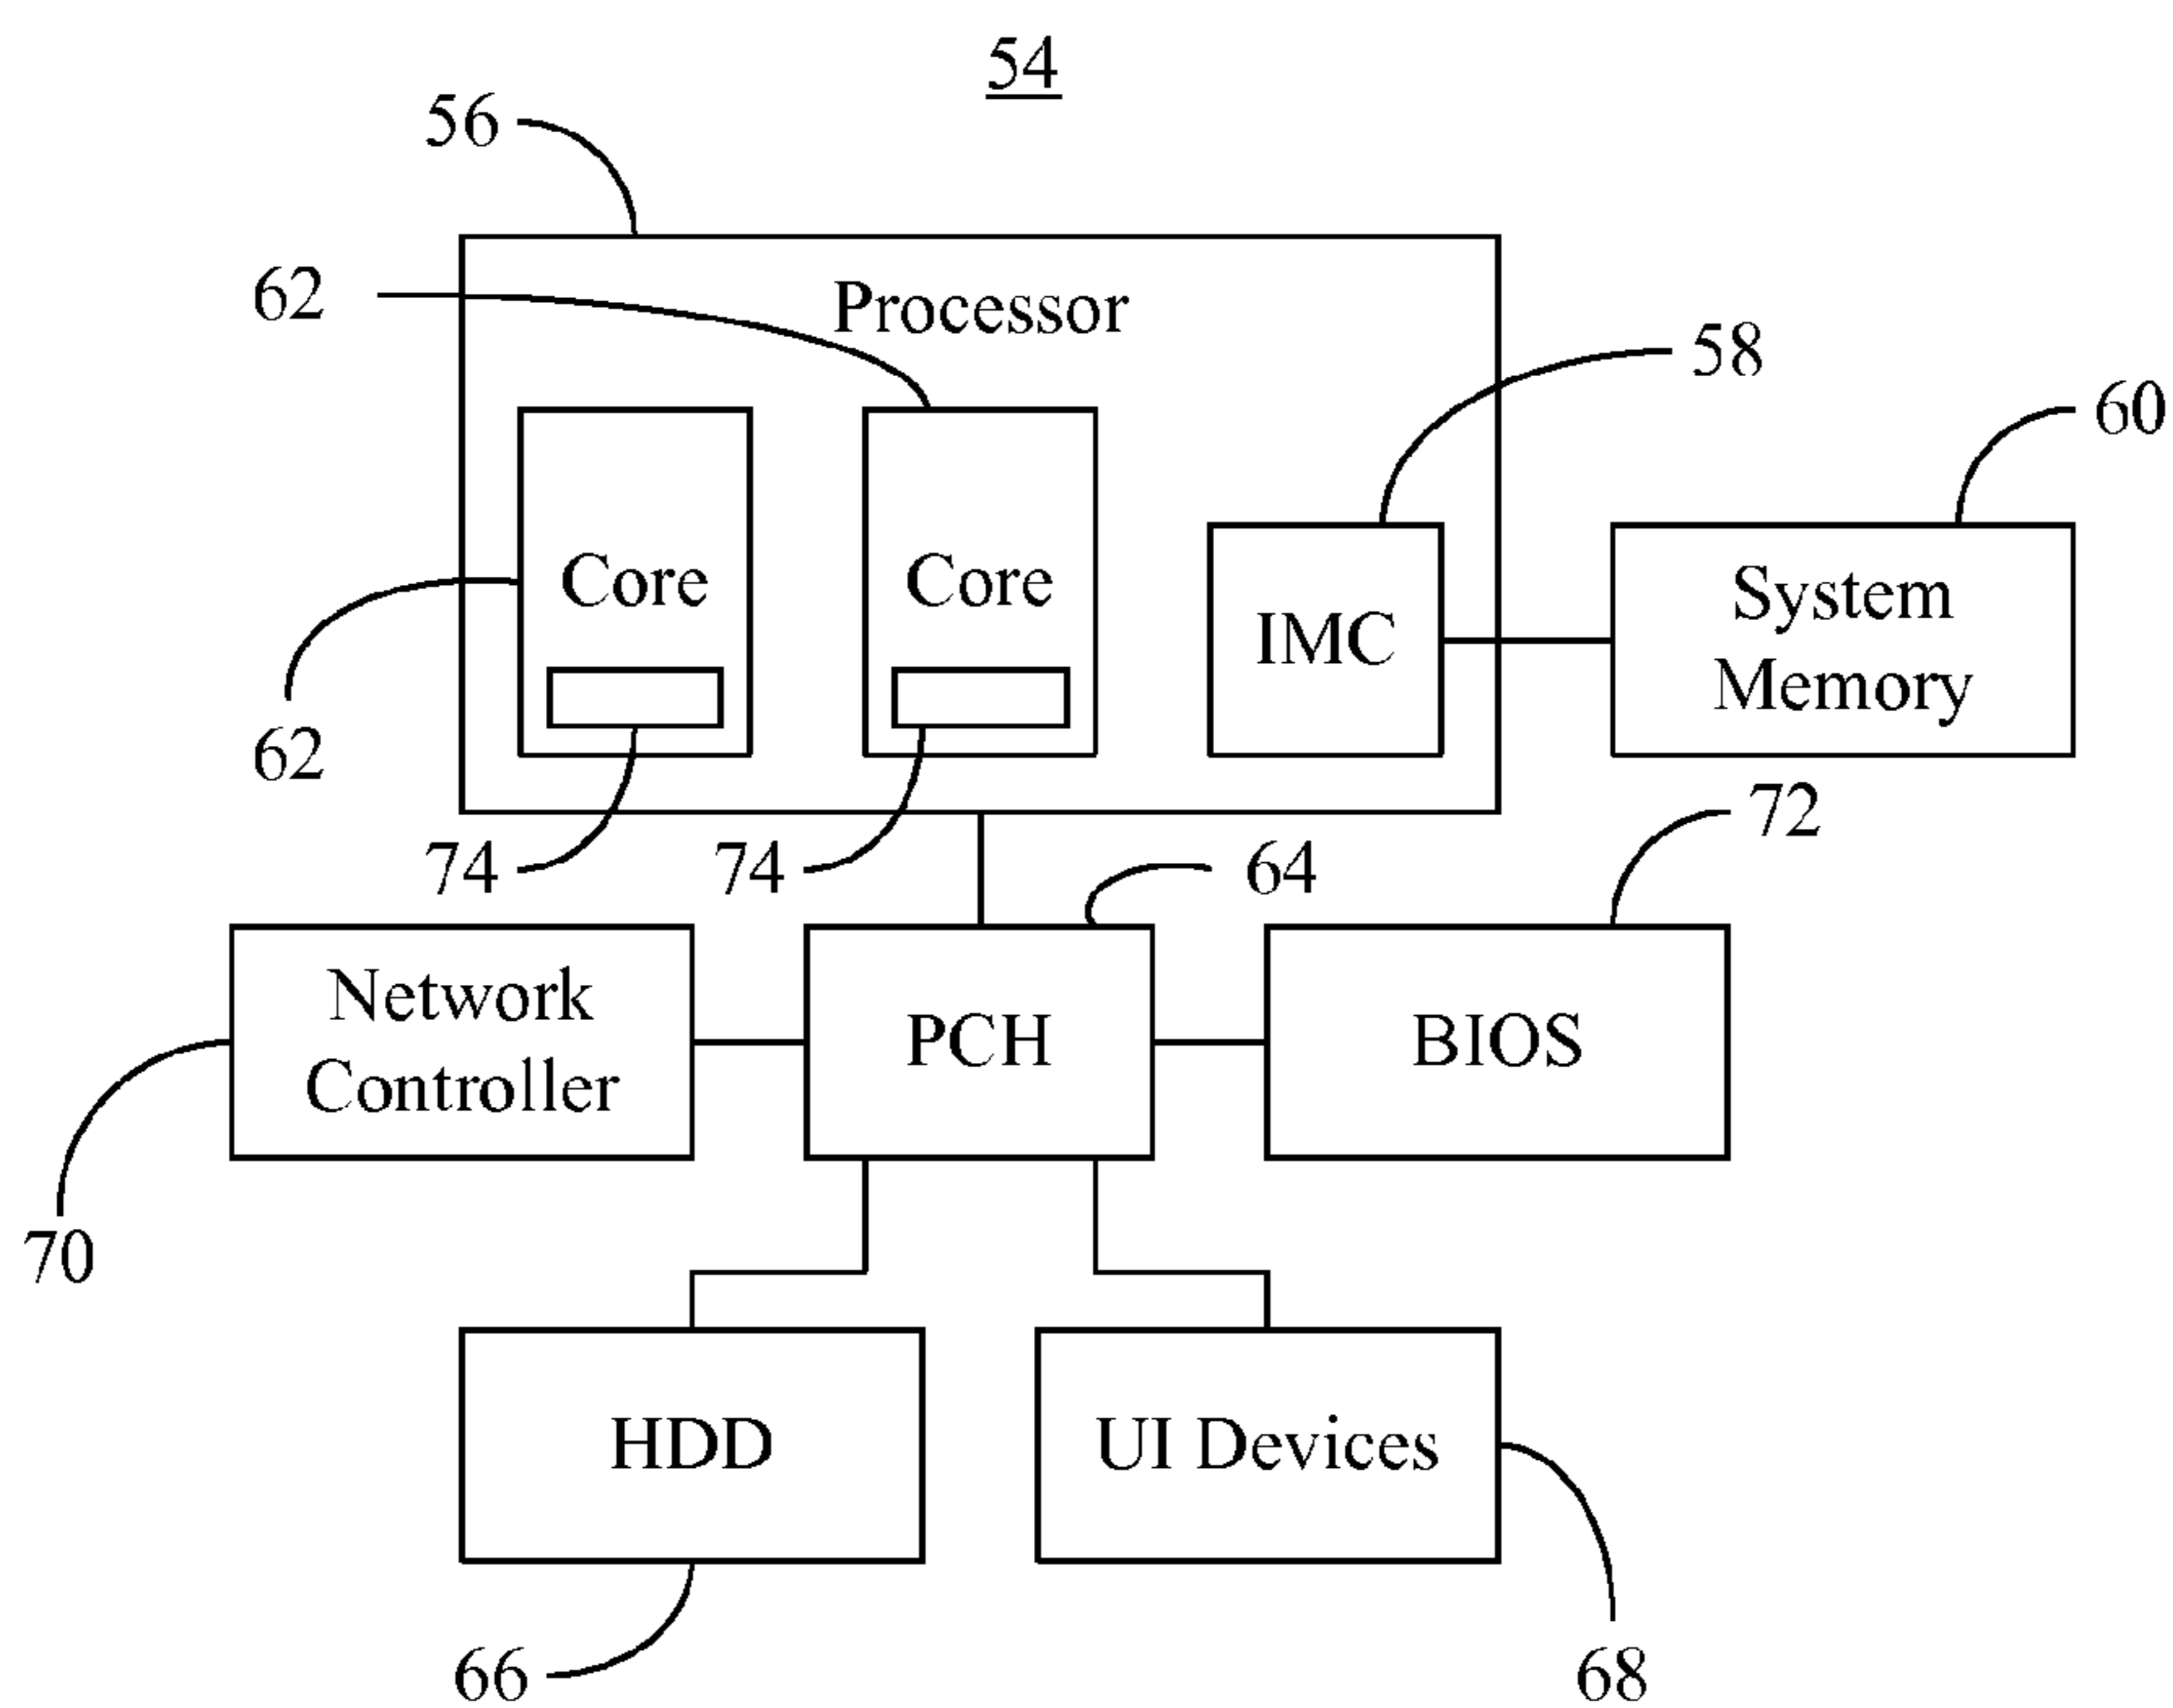 54
56
62
Processor
58
60
Core
Core
IMC
System
Memory
62
74
74
64
72
Network
Controller
PCH
BIOS
70
HDD
UI Devices
66
68